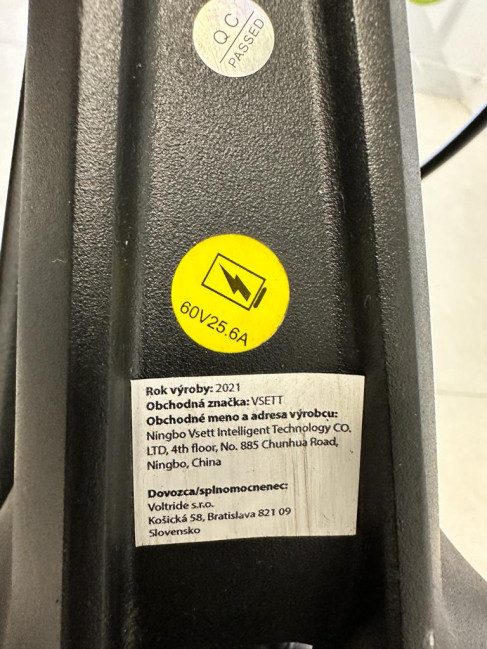 QC
PASSED
60V25.6A
Rok výroby: 2021
Obchodná značka: VSETT
Obchodné meno a adresa výrobcu:
Ningbo Vsett Intelligent Technology CO.
LTD, 4th floor, No. 885 Chunhua Road,
Ningbo, China
Dovozca/splnomocnenec:
Voltride s.r.o.
Košická 58, Bratislava 821 09
Slovensko